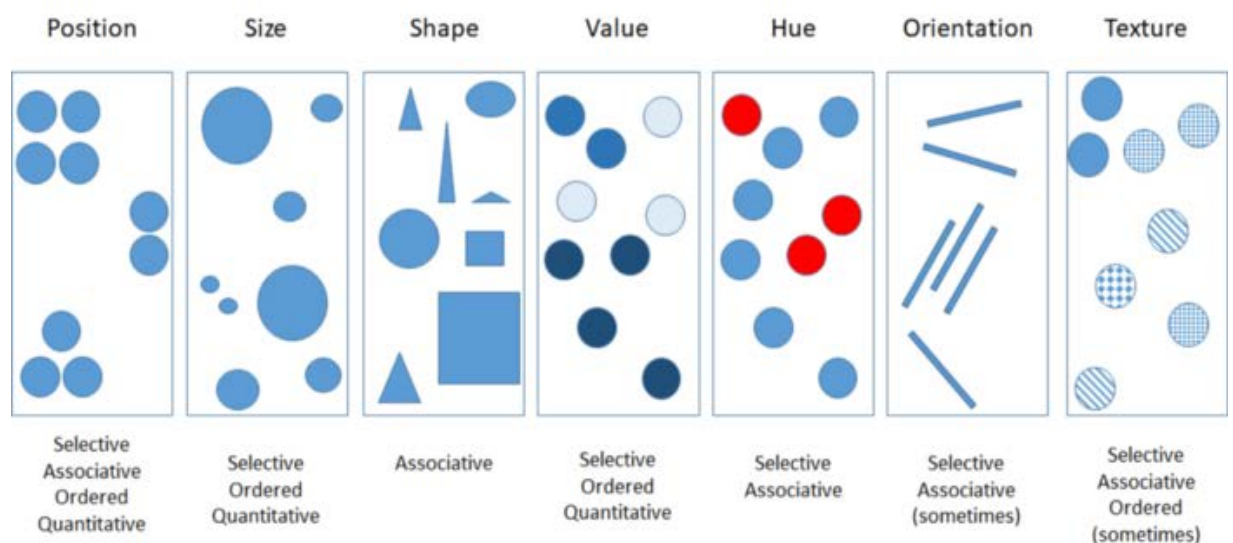 Position
Size
Shape
Value
Hue
Orientation
Texture
Selective
Associative
Ordered
Quantitative
Selective
Ordered
Quantitative
Associative
Selective
Ordered
Quantitative
Selective
Associative
Selective
Associative
(sometimes)
Selective
Associative
Ordered
(sometimes)